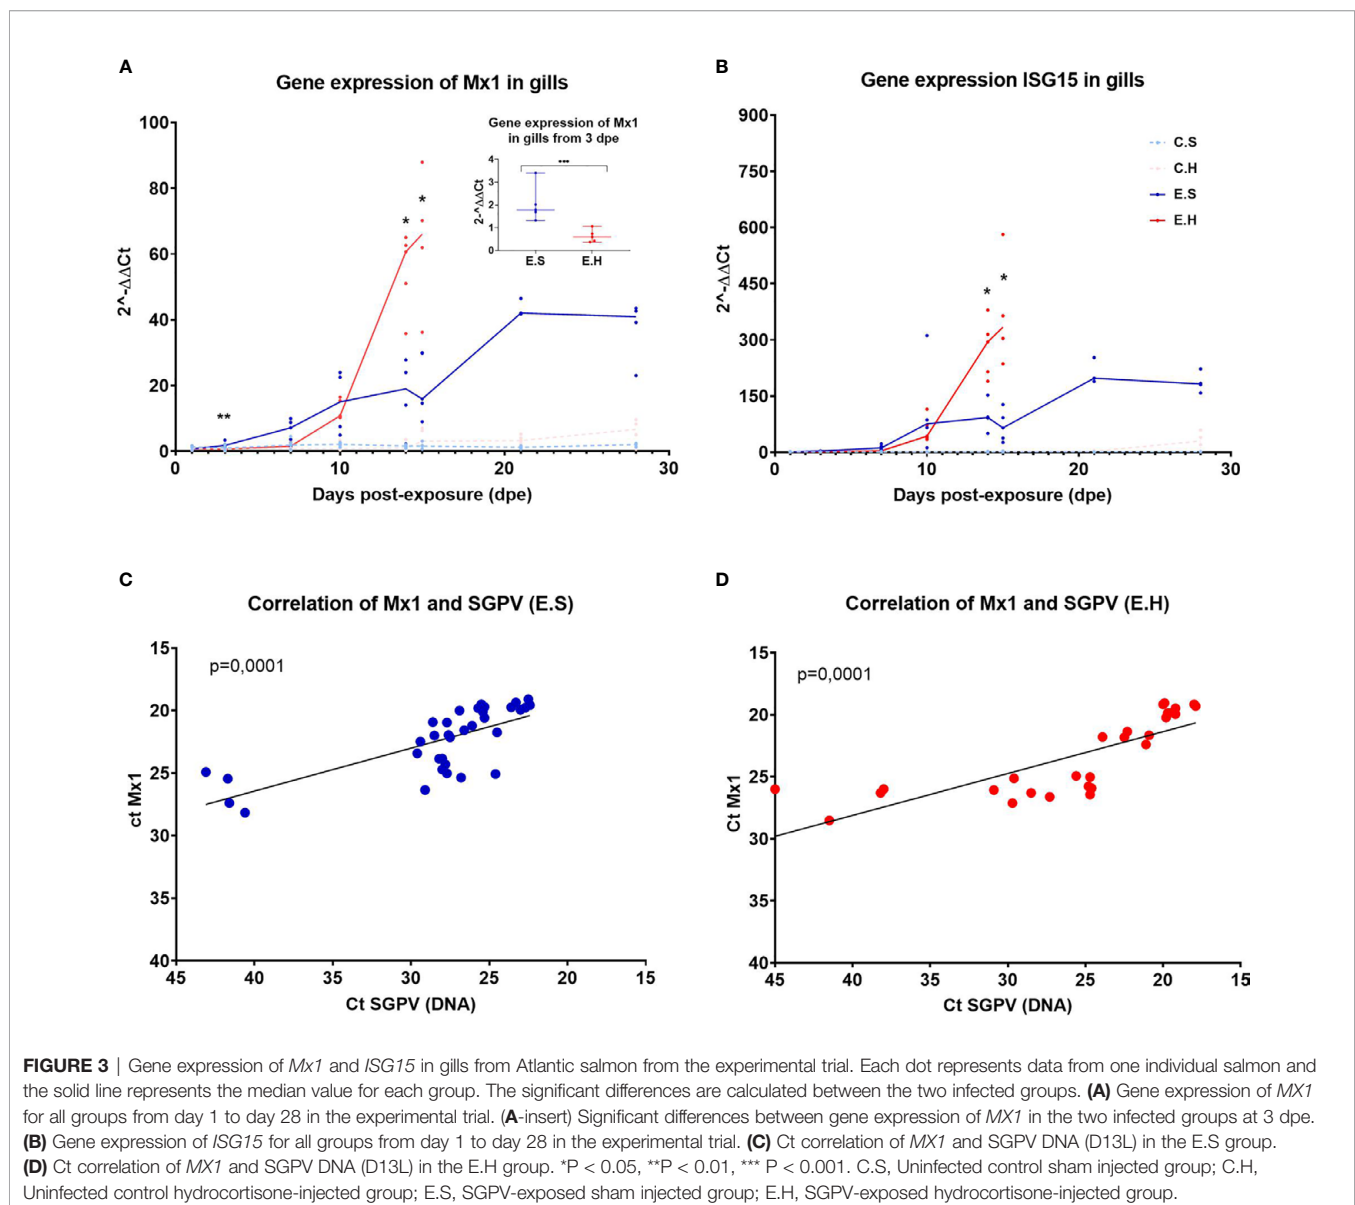 A
Gene expression of Mx1 in gills
2^-ΔΔCt
100
80
60
40
20
0
0
10
20
30
Days post-exposure (dpe)
**
*
*
Gene expression of Mx1
in gills from 3 dpe
2-^ΔΔCt
4
3
2
1
0
***
E.S
E.H
B
Gene expression ISG15 in gills
2^-ΔΔCt
900
750
600
450
300
150
0
0
10
20
30
Days post-exposure (dpe)
*
*
C.S
C.H
E.S
E.H
C
Correlation of Mx1 and SGPV (E.S)
p=0,0001
ct Mx1
15
20
25
30
35
40
45
40
30
25
20
15
Ct SGPV (DNA)
D
Correlation of Mx1 and SGPV (E.H)
p=0,0001
Ct Mx1
15
20
25
30
35
40
45
40
35
30
25
20
15
Ct SGPV (DNA)
FIGURE 3 | Gene expression of Mx1 and ISG15 in gills from Atlantic salmon from the experimental trial. Each dot represents data from one individual salmon and
the solid line represents the median value for each group. The significant differences are calculated between the two infected groups. (A) Gene expression of MX1
for all groups from day 1 to day 28 in the experimental trial. (A-insert) Significant differences between gene expression of MX1 in the two infected groups at 3 dpe.
(B) Gene expression of ISG15 for all groups from day 1 to day 28 in the experimental trial. (C) Ct correlation of MX1 and SGPV DNA (D13L) in the E.S group.
(D) Ct correlation of MX1 and SGPV DNA (D13L) in the E.H group. *P < 0.05, **P < 0.01, *** P < 0.001. C.S, Uninfected control sham injected group; C.H,
Uninfected control hydrocortisone-injected group; E.S, SGPV-exposed sham injected group; E.H, SGPV-exposed hydrocortisone-injected group.